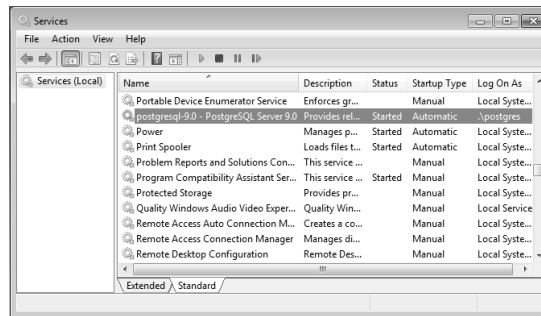 Services
File Action View Help
Services (Local)
Name Description Status Startup Type Log On As
Portable Device Enumerator Service Enforces gr... Manual Local Syste...
postgresql-9.0 - PostgreSQL Server 9.0 Provides rel... Started Automatic .\postgres
Power Manages p... Started Automatic Local Syste...
Print Spooler Loads files t... Started Automatic Local Syste...
Problem Reports and Solutions Con... This service ... Manual Local Syste...
Program Compatibility Assistant Ser... This service ... Started Manual Local Syste...
Protected Storage Provides pr... Manual Local Syste...
Quality Windows Audio Video Exper... Quality Win... Manual Local Service
Remote Access Auto Connection M... Creates a co... Manual Local Syste...
Remote Access Connection Manager Manages di... Manual Local Syste...
Remote Desktop Configuration Remote Des... Manual Local Syste...
Extended Standard